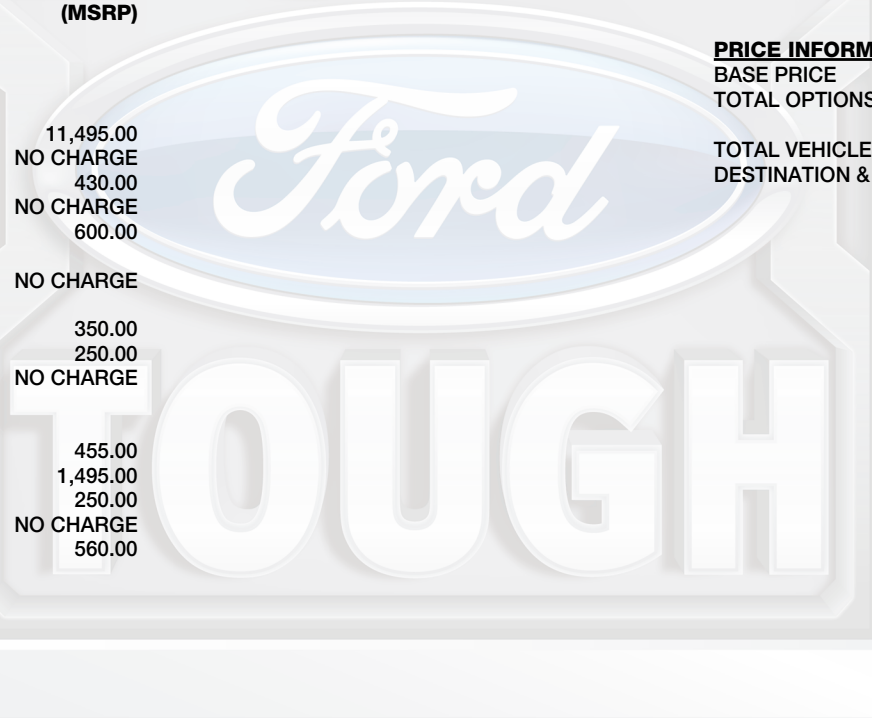 (MSRP)
11,495.00
NO CHARGE
430.00
NO CHARGE
600.00
NO CHARGE
350.00
250.00
NO CHARGE
455.00
1,495.00
250.00
NO CHARGE
560.00
PRICE INFORM
BASE PRICE
TOTAL OPTIONS
TOTAL VEHICLE
DESTINATION &
Ford
TOUGH